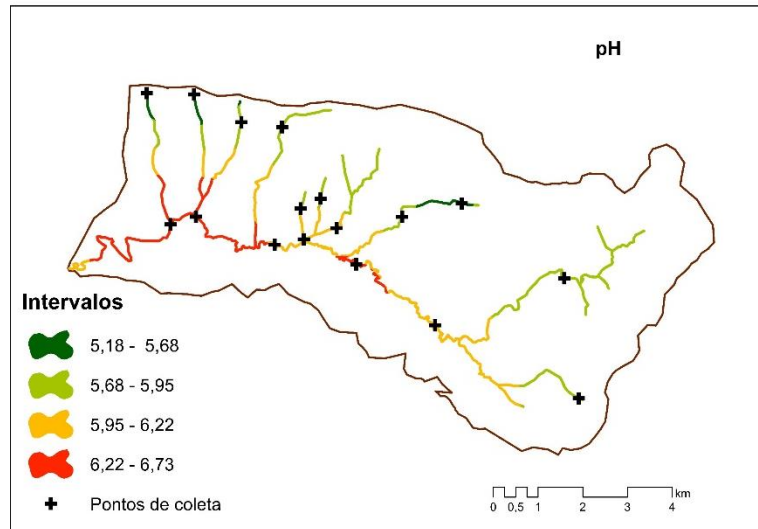 pH
Intervalos
5,18 - 5,68
5,68 - 5,95
5,95 - 6,22
6,22 - 6,73
Pontos de coleta
km
0 0,5 1 2 3 4